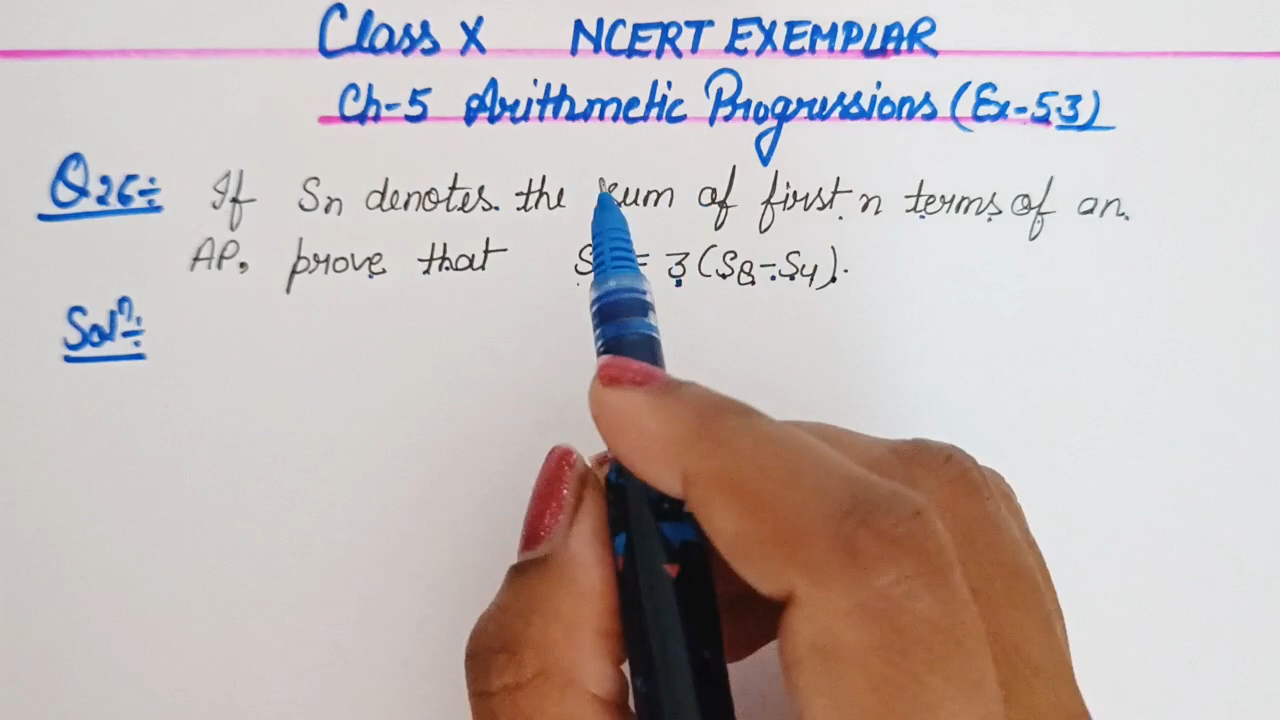 Class X NCERT EXEMPLAR
Ch-5 Arithmetic Progressions (Ex-5.3)
Q26÷ If Sn denotes the sum of first n terms of an
AP, prove that S = 3(S8-S4).
Soln÷